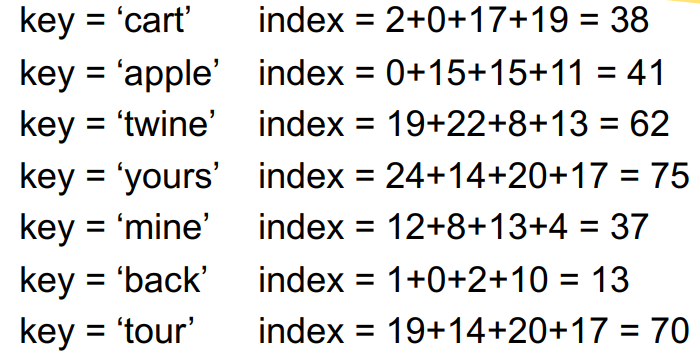 key = ‘cart’ index = 2+0+17+19 = 38
key = ‘apple’ index = 0+15+15+11 = 41
key = ‘twine’ index = 19+22+8+13 = 62
key = ‘yours’ index = 24+14+20+17 = 75
key = ‘mine’ index = 12+8+13+4 = 37
key = ‘back’ index = 1+0+2+10 = 13
key = ‘tour’ index = 19+14+20+17 = 70